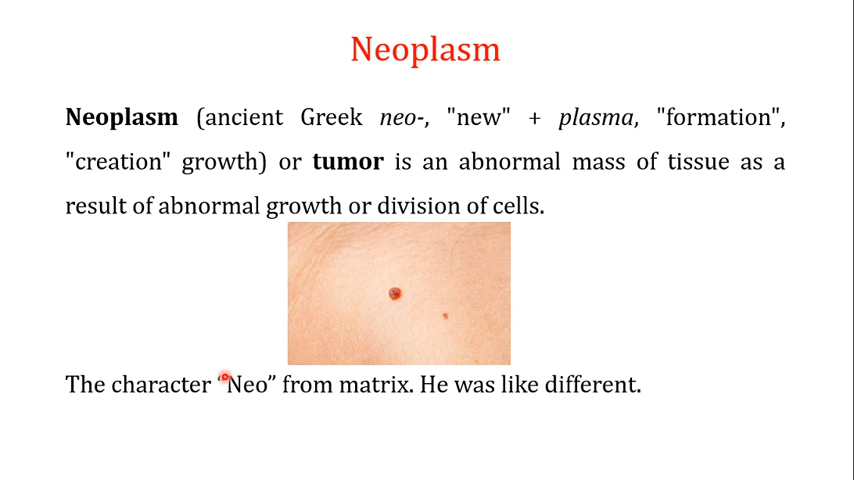 Neoplasm
Neoplasm (ancient Greek neo-, "new" + plasma, "formation",
"creation" growth) or tumor is an abnormal mass of tissue as a
result of abnormal growth or division of cells.
The character “Neo” from matrix. He was like different.